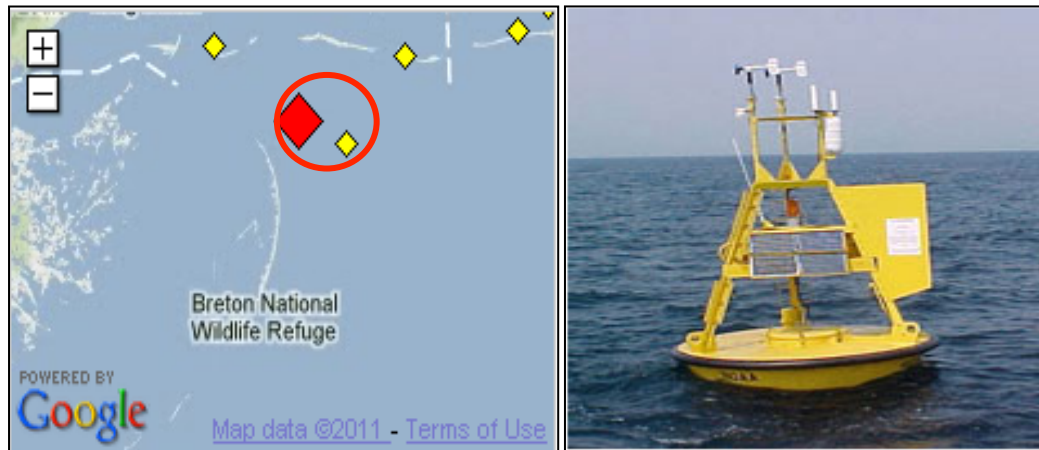 +
−
Breton National
Wildlife Refuge
POWERED BY
Google
Map data ©2011 - Terms of Use
NOAA